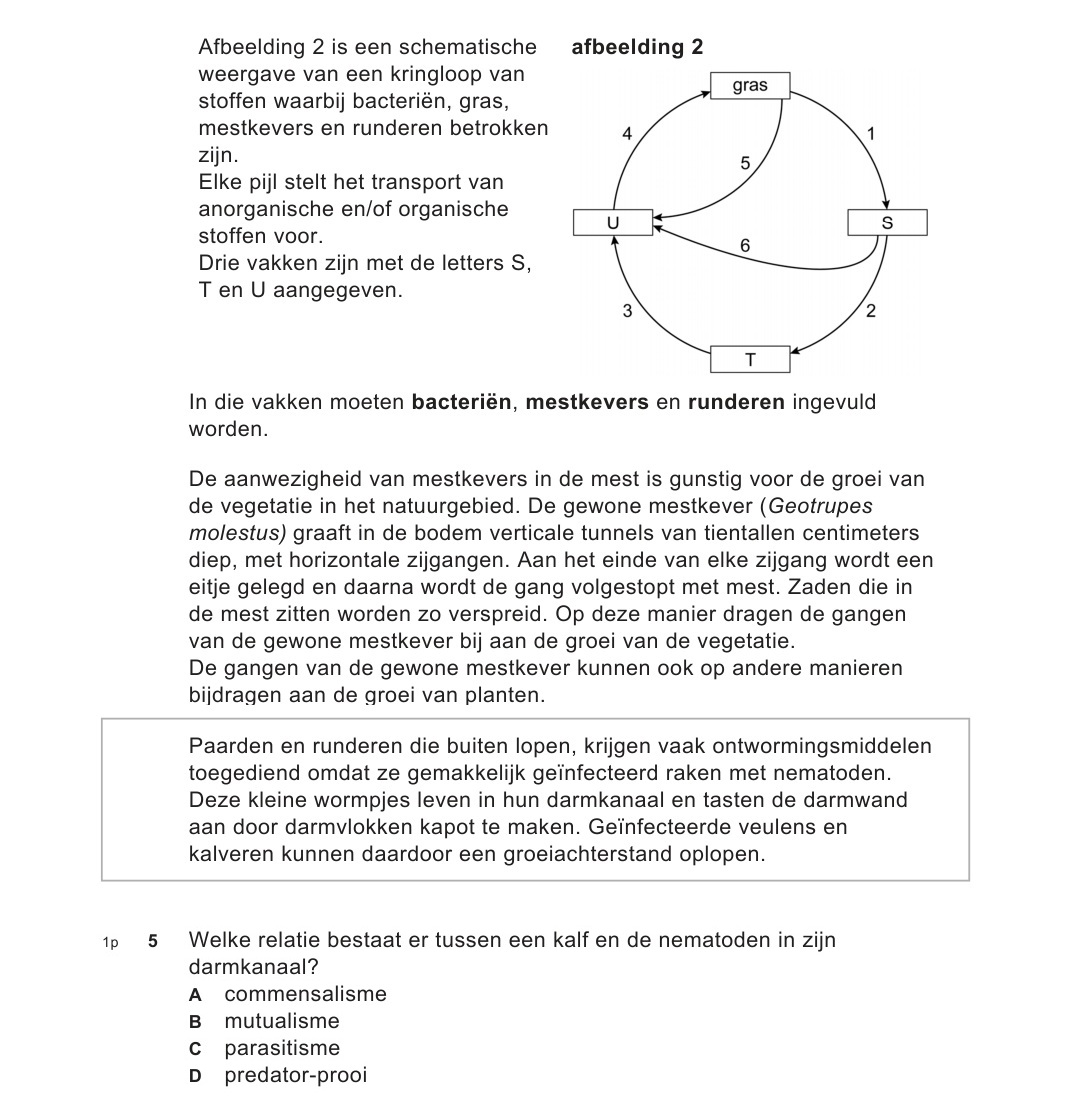 Afbeelding 2 is een schematische
weergave van een kringloop van
stoffen waarbij bacteriën, gras,
mestkevers en runderen betrokken
zijn.
Elke pijl stelt het transport van
anorganische en/of organische
stoffen voor.
Drie vakken zijn met de letters S,
T en U aangegeven.
afbeelding 2
gras
4
1
5
U
S
6
3
2
T
In die vakken moeten bacteriën, mestkevers en runderen ingevuld
worden.
De aanwezigheid van mestkevers in de mest is gunstig voor de groei van
de vegetatie in het natuurgebied. De gewone mestkever (Geotrupes
molestus) graaft in de bodem verticale tunnels van tientallen centimeters
diep, met horizontale zijgangen. Aan het einde van elke zijgang wordt een
eitje gelegd en daarna wordt de gang volgestopt met mest. Zaden die in
de mest zitten worden zo verspreid. Op deze manier dragen de gangen
van de gewone mestkever bij aan de groei van de vegetatie.
De gangen van de gewone mestkever kunnen ook op andere manieren
bijdragen aan de groei van planten.
Paarden en runderen die buiten lopen, krijgen vaak ontwormingsmiddelen
toegediend omdat ze gemakkelijk geïnfecteerd raken met nematoden.
Deze kleine wormpjes leven in hun darmkanaal en tasten de darmwand
aan door darmvlokken kapot te maken. Geïnfecteerde veulens en
kalveren kunnen daardoor een groeiachterstand oplopen.
1p 5 Welke relatie bestaat er tussen een kalf en de nematoden in zijn
darmkanaal?
A commensalisme
B mutualisme
C parasitisme
D predator-prooi